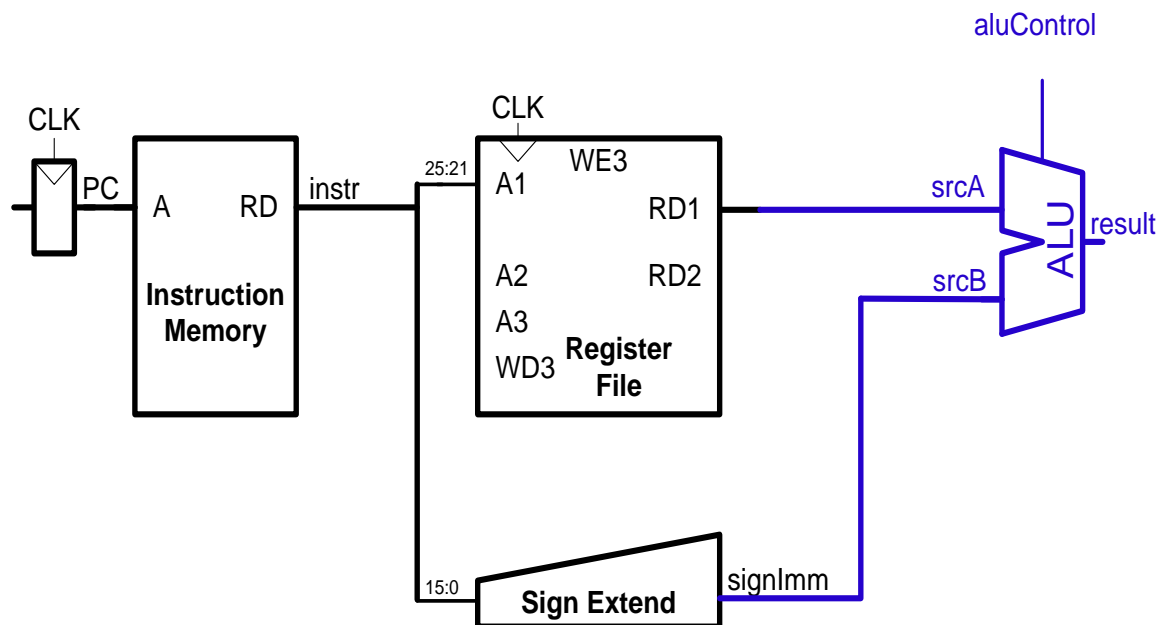 aluControl
CLK
CLK
PC
A
RD
instr
25:21
A1
WE3
RD1
srcA
ALU
result
A2
RD2
srcB
Instruction
Memory
A3
WD3
Register
File
15:0
Sign Extend
signImm